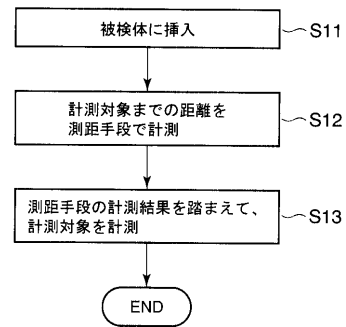 被検体に挿入
S11
計測対象までの距離を
測距手段で計測
S12
測距手段の計測結果を踏まえて、
計測対象を計測
S13
END